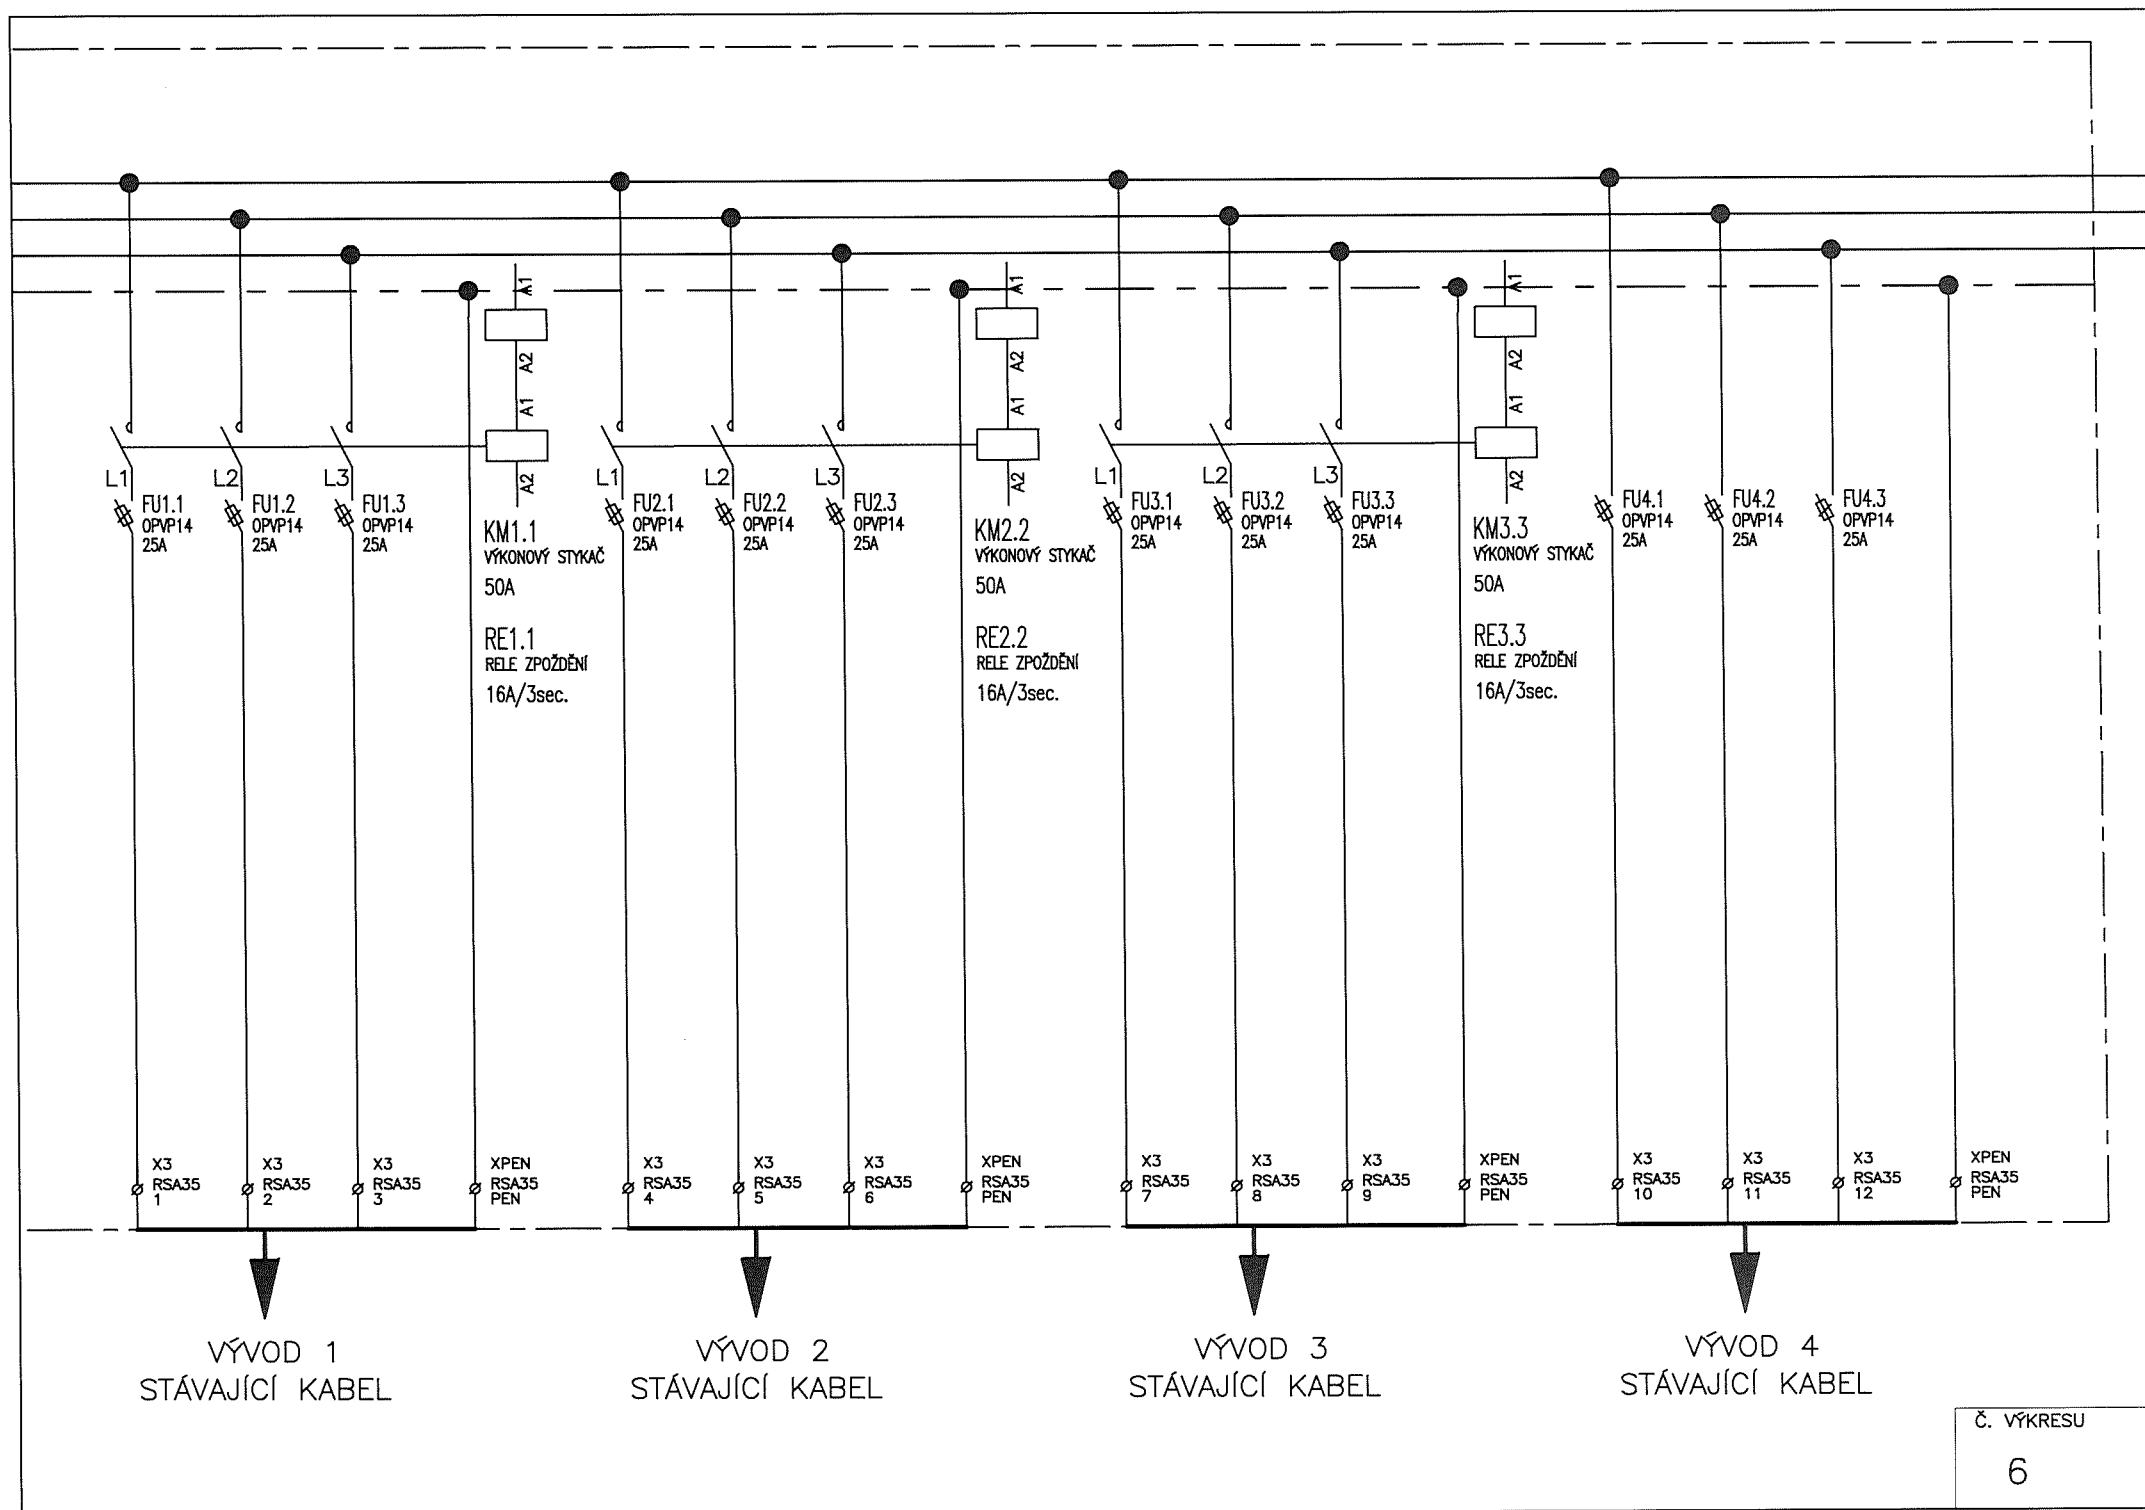 A1
A2
A1
A2
L1
L2
L3
FU1.1
OPVP14
25A
FU1.2
OPVP14
25A
FU1.3
OPVP14
25A
KM1.1
VÝKONOVÝ STYKAČ
50A
RE1.1
RELE ZPOŽDĚNÍ
16A/3sec.
A1
A2
A1
A2
L1
L2
L3
FU2.1
OPVP14
25A
FU2.2
OPVP14
25A
FU2.3
OPVP14
25A
KM2.2
VÝKONOVÝ STYKAČ
50A
RE2.2
RELE ZPOŽDĚNÍ
16A/3sec.
A1
A2
A1
A2
L1
L2
L3
FU3.1
OPVP14
25A
FU3.2
OPVP14
25A
FU3.3
OPVP14
25A
KM3.3
VÝKONOVÝ STYKAČ
50A
RE3.3
RELE ZPOŽDĚNÍ
16A/3sec.
FU4.1
OPVP14
25A
FU4.2
OPVP14
25A
FU4.3
OPVP14
25A
X3
RSA35
1
X3
RSA35
2
X3
RSA35
3
XPEN
RSA35
PEN
X3
RSA35
4
X3
RSA35
5
X3
RSA35
6
XPEN
RSA35
PEN
X3
RSA35
7
X3
RSA35
8
X3
RSA35
9
XPEN
RSA35
PEN
X3
RSA35
10
X3
RSA35
11
X3
RSA35
12
XPEN
RSA35
PEN
VÝVOD 1
STÁVAJÍCÍ KABEL
VÝVOD 2
STÁVAJÍCÍ KABEL
VÝVOD 3
STÁVAJÍCÍ KABEL
VÝVOD 4
STÁVAJÍCÍ KABEL
Č. VÝKRESU
6